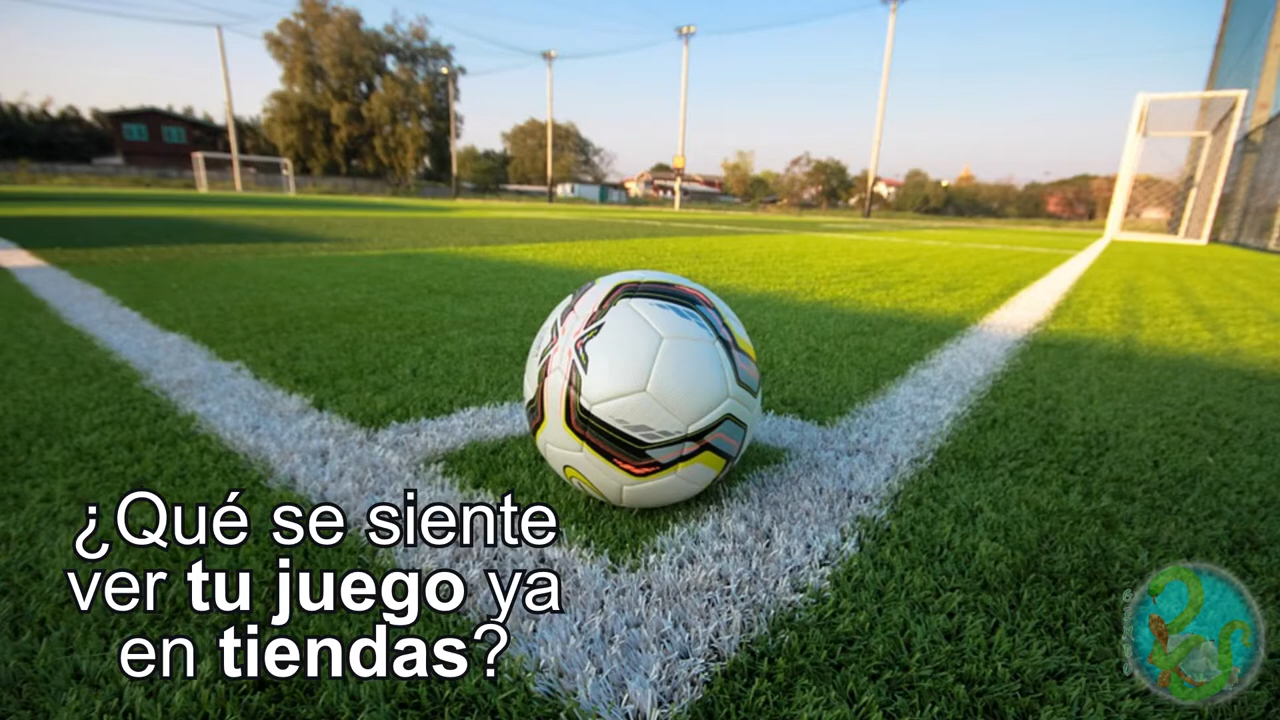 ¿Qué se siente
ver tu juego ya
en tiendas?